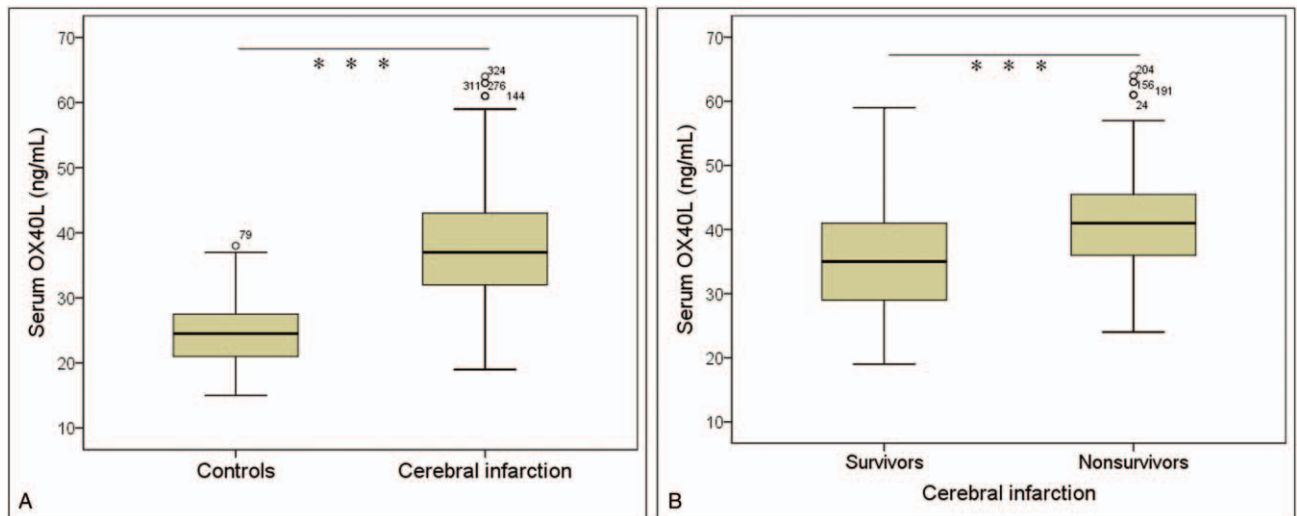 70
60
50
40
30
20
10
Serum OX40L (ng/mL)
* * *
324
311 276
144
79
Controls Cerebral infarction
A
70
60
50
40
30
20
10
Serum OX40L (ng/mL)
* * *
204
156 191
24
Survivors Nonsurvivors
Cerebral infarction
B